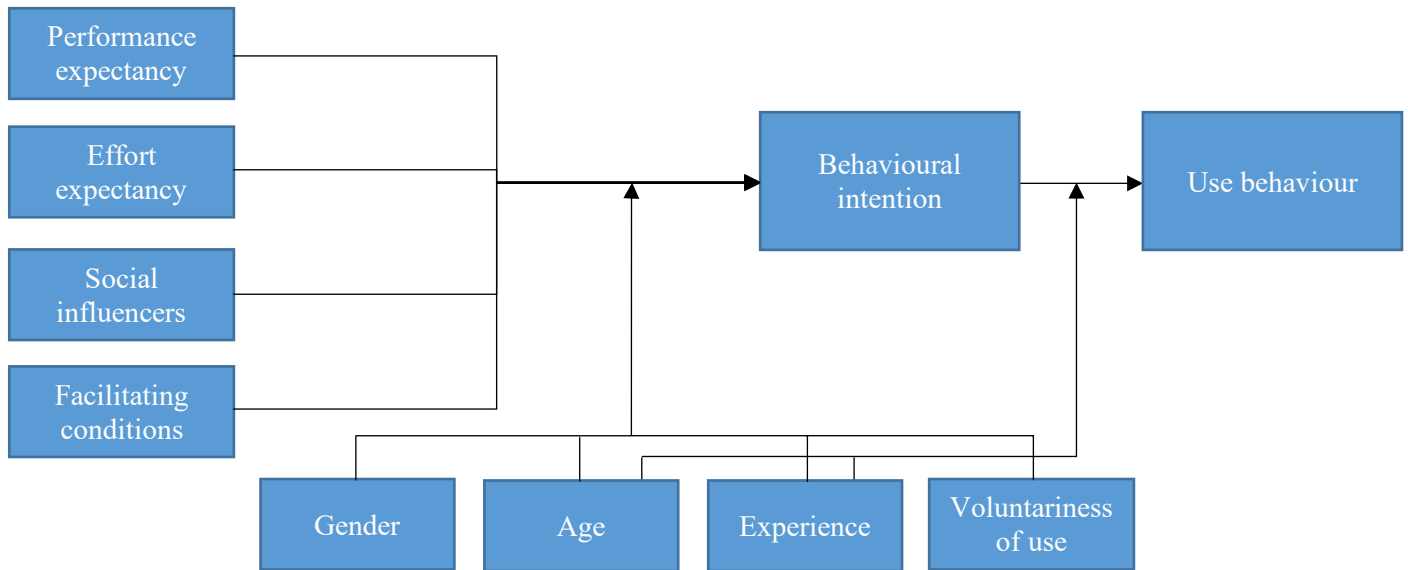 Performance
expectancy
Effort
expectancy
Social
influencers
Facilitating
conditions
Behavioural
intention
Use behaviour
Gender
Age
Experience
Voluntariness
of use